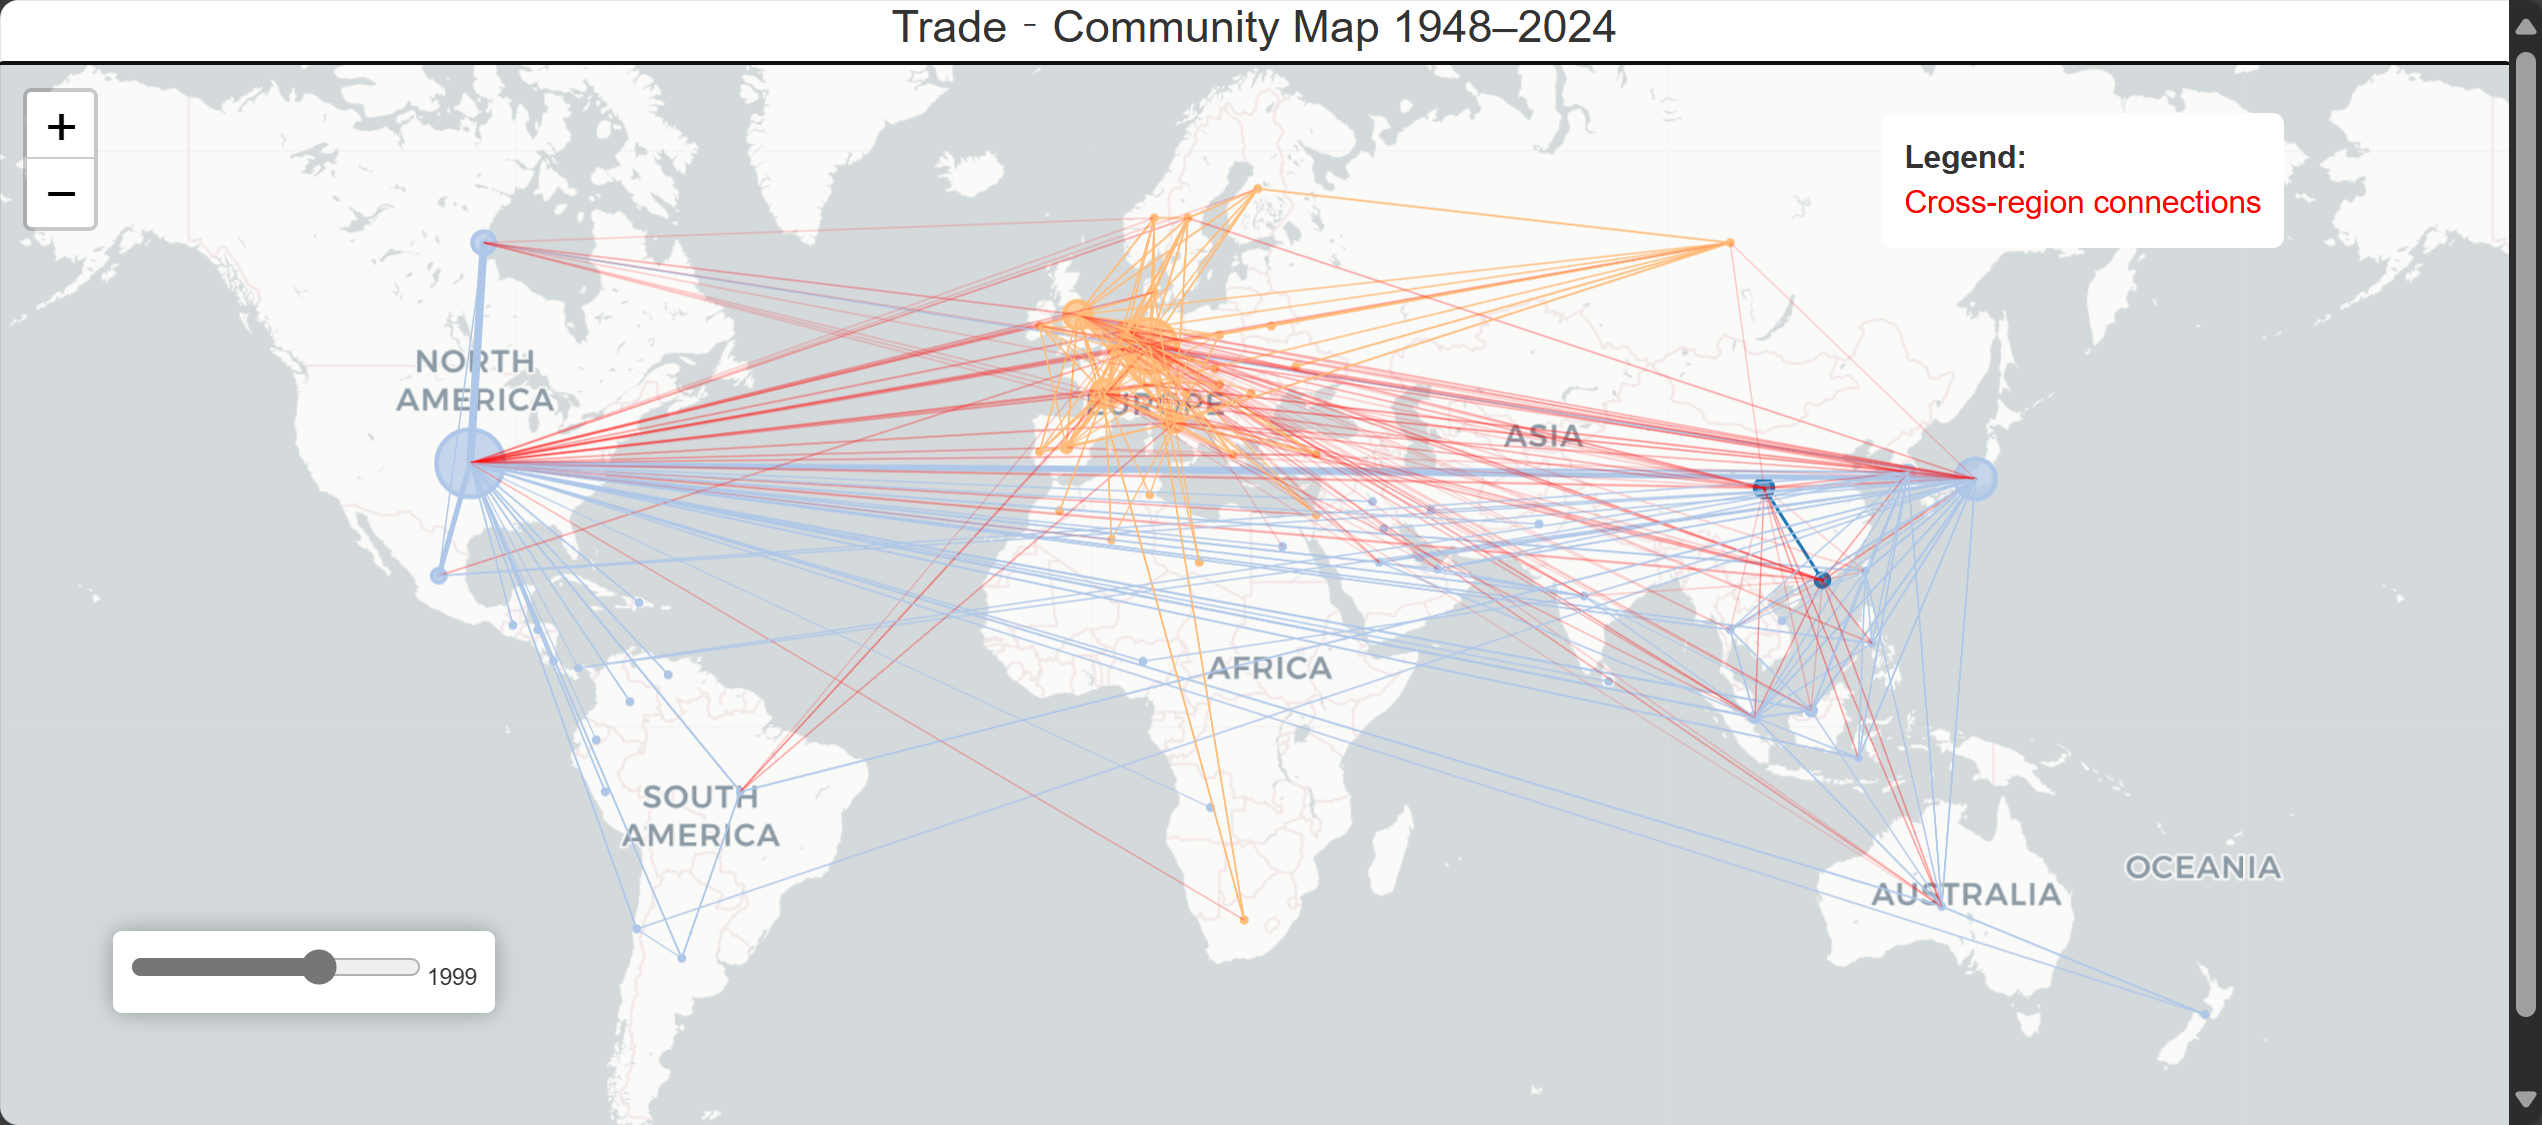 Trade - Community Map 1948–2024
+
−
Legend:
Cross-region connections
NORTH
AMERICA
EUROPE
ASIA
AFRICA
SOUTH
AMERICA
OCEANIA
AUSTRALIA
1999